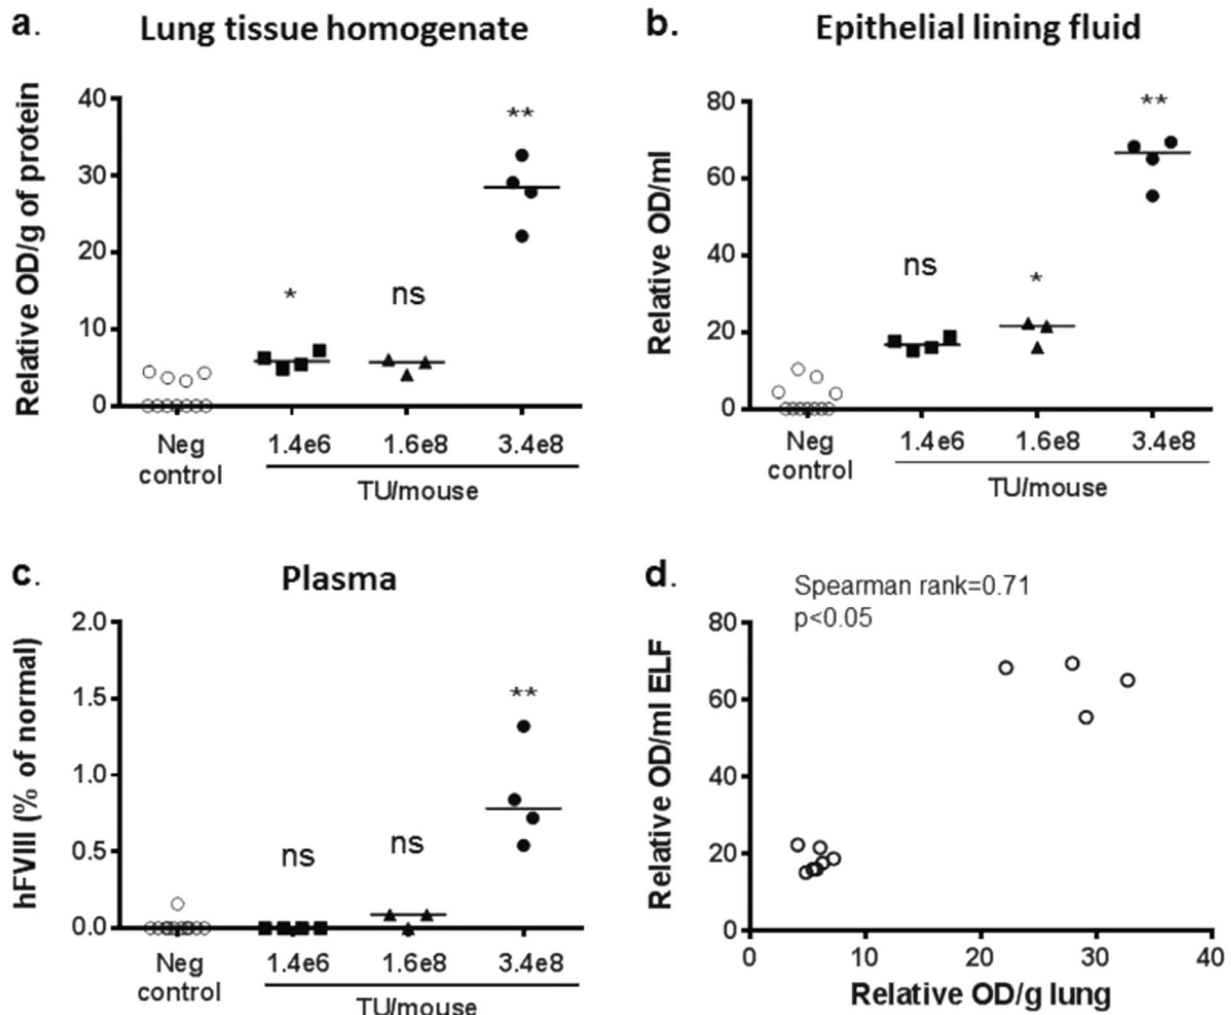 a. Lung tissue homogenate
Relative OD/g of protein
40
30
20
10
0
*
ns
**
Neg control
1.4e6
1.6e8
3.4e8
TU/mouse
b. Epithelial lining fluid
Relative OD/ml
80
60
40
20
0
ns
*
**
Neg control
1.4e6
1.6e8
3.4e8
TU/mouse
c. Plasma
hFVIII (% of normal)
2.0
1.5
1.0
0.5
0.0
ns
ns
**
Neg control
1.4e6
1.6e8
3.4e8
TU/mouse
d.
Spearman rank=0.71
p<0.05
Relative OD/ml ELF
80
60
40
20
0
0 10 20 30 40
Relative OD/g lung